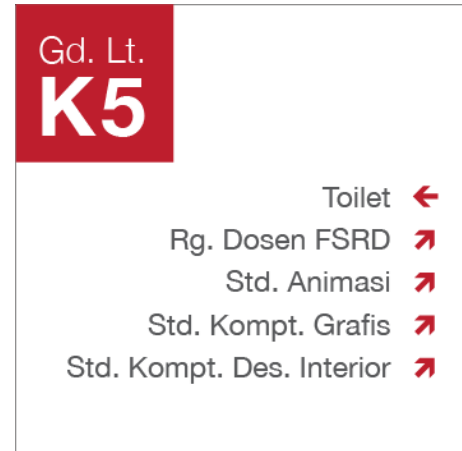 Gd. Lt.
K5
Toilet ←
Rg. Dosen FSRD ↗
Std. Animasi ↗
Std. Kompt. Grafis ↗
Std. Kompt. Des. Interior ↗